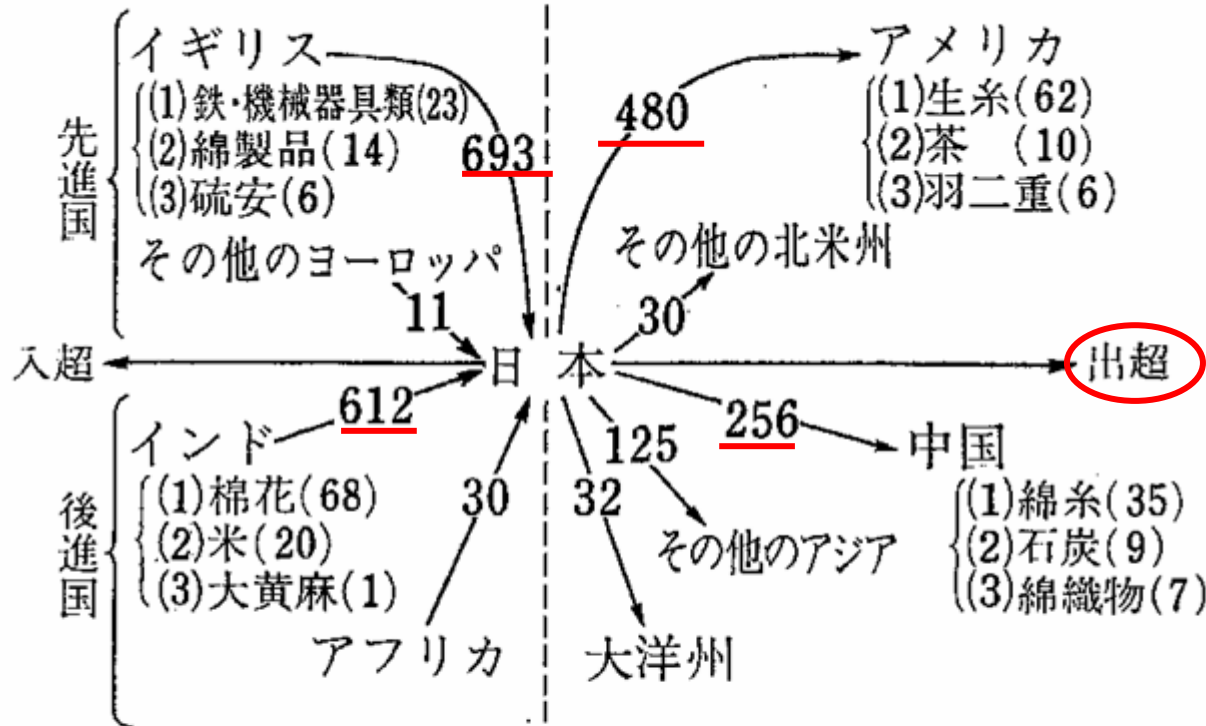 先進国
イギリス
(1)鉄・機械器具類(23)
(2)綿製品(14)
(3)硫安(6)
693
その他のヨーロッパ
11
480
アメリカ
(1)生糸(62)
(2)茶 (10)
(3)羽二重(6)
その他の北米州
30
入超
日本
出超
後進国
インド
(1)棉花(68)
(2)米(20)
(3)大黄麻(1)
612
30
アフリカ
32
大洋州
125
その他のアジア
256
中国
(1)綿糸(35)
(2)石炭(9)
(3)綿織物(7)